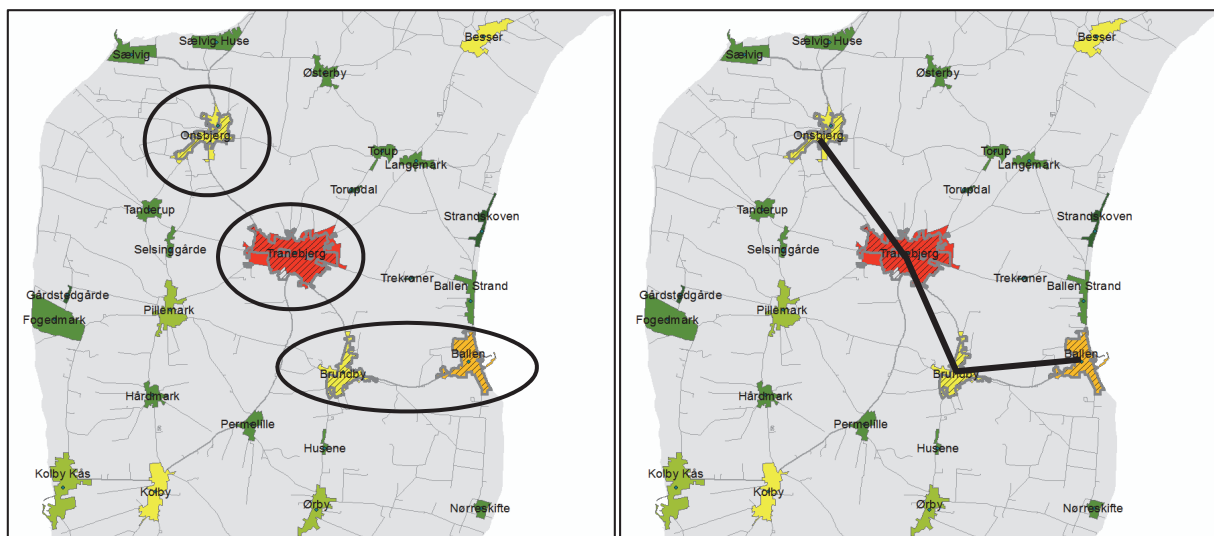 Sælvig Huse
Besser
Sælvig
Østerby
Onsbjerg
Torup
Langemark
Torupdal
Tanderup
Strandskoven
Selsinggårde
Tranebjerg
Trekroner
Ballen Strand
Gårdstedgårde
Pillemark
Fogedmark
Ballen
Brundby
Hårdmark
Permelille
Husene
Kolby Kås
Kolby
Ørby
Nørreskifte
Sælvig Huse
Besser
Sælvig
Østerby
Onsbjerg
Torup
Langemark
Torupdal
Tanderup
Strandskoven
Selsinggårde
Tranebjerg
Trekroner
Ballen Strand
Gårdstedgårde
Pillemark
Fogedmark
Ballen
Brundby
Hårdmark
Permelille
Husene
Kolby Kås
Kolby
Ørby
Nørreskifte